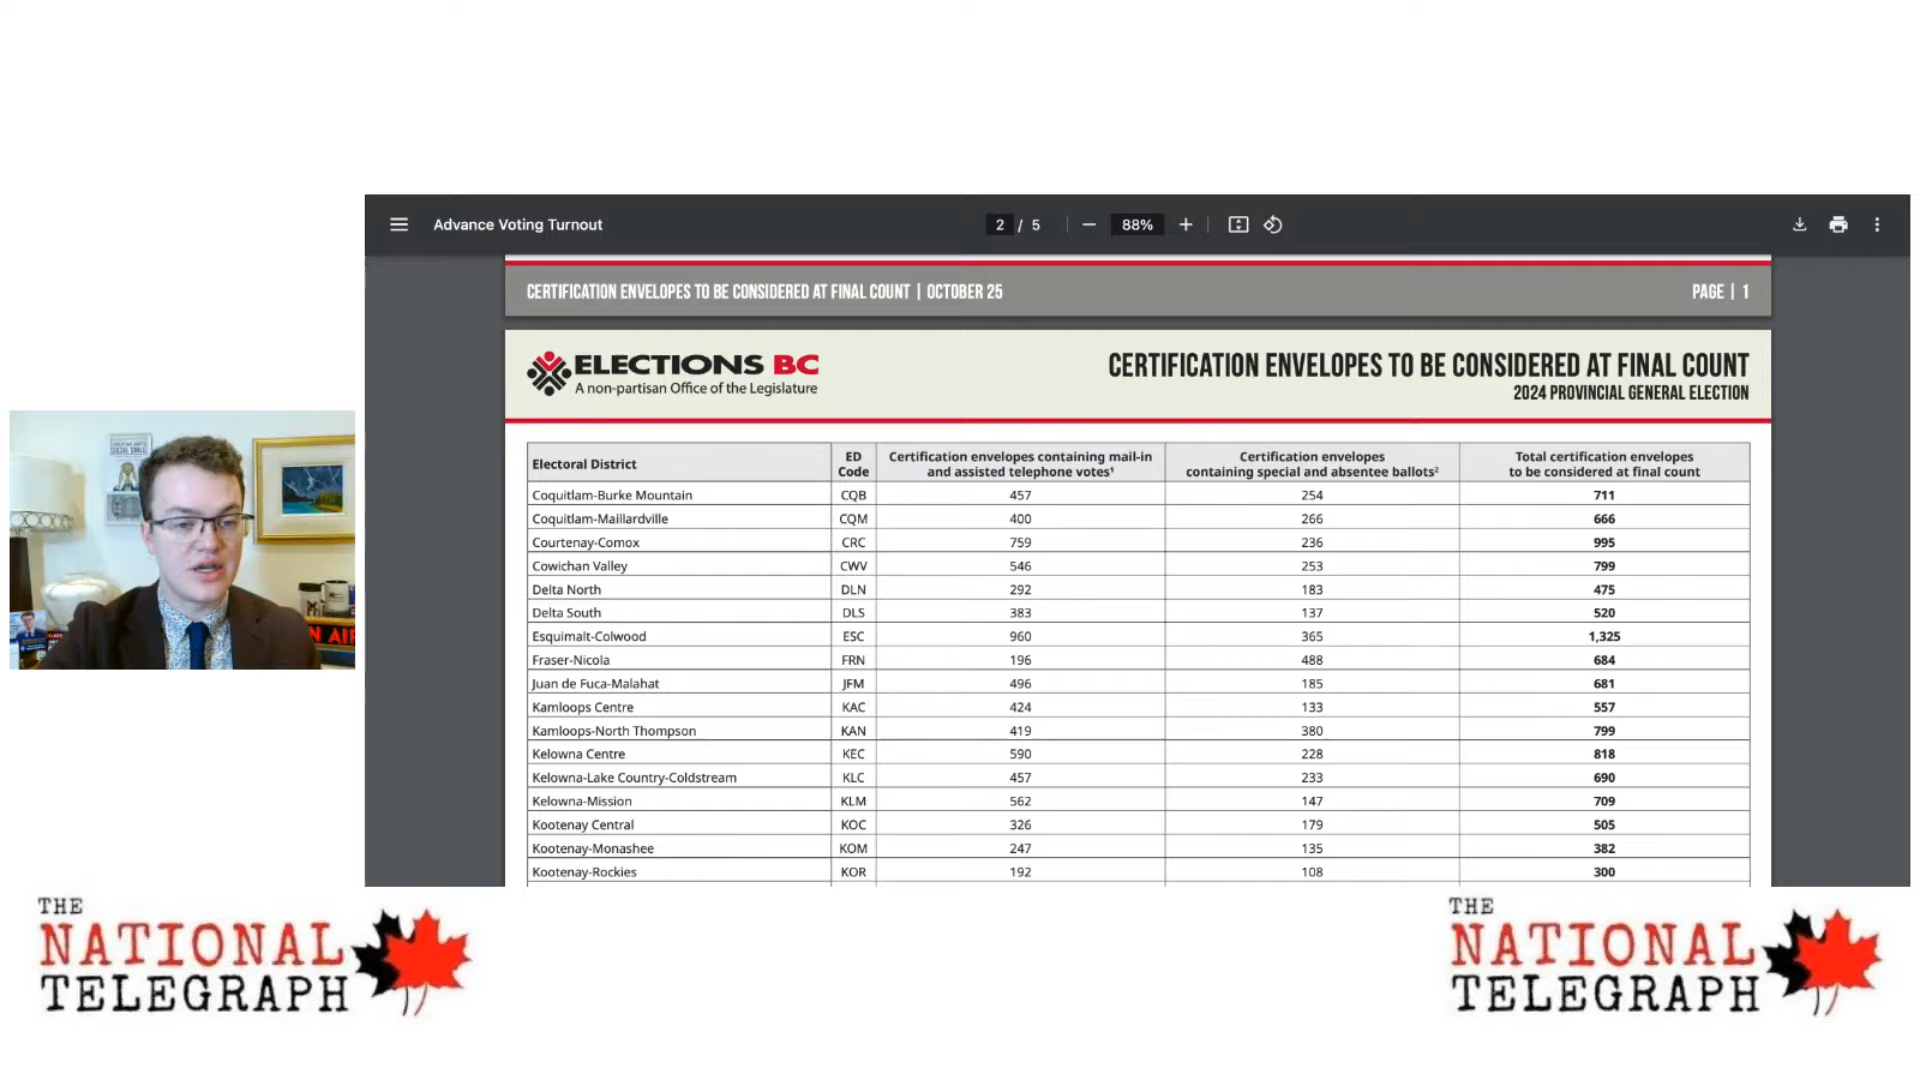 Advance Voting Turnout
2 / 5
88%
CERTIFICATION ENVELOPES TO BE CONSIDERED AT FINAL COUNT | OCTOBER 25
PAGE | 1
ELECTIONS BC
A non-partisan Office of the Legislature
CERTIFICATION ENVELOPES TO BE CONSIDERED AT FINAL COUNT
2024 PROVINCIAL GENERAL ELECTION
Electoral District
ED
Code
Certification envelopes containing mail-in
and assisted telephone votes¹
Certification envelopes
containing special and absentee ballots²
Total certification envelopes
to be considered at final count
Coquitlam-Burke Mountain CQB 457 254 711
Coquitlam-Maillardville CQM 400 266 666
Courtenay-Comox CRC 759 236 995
Cowichan Valley CWV 546 253 799
Delta North DLN 292 183 475
Delta South DLS 383 137 520
Esquimalt-Colwood ESC 960 365 1,325
Fraser-Nicola FRN 196 488 684
Juan de Fuca-Malahat JFM 496 185 681
Kamloops Centre KAC 424 133 557
Kamloops-North Thompson KAN 419 380 799
Kelowna Centre KEC 590 228 818
Kelowna-Lake Country-Coldstream KLC 457 233 690
Kelowna-Mission KLM 562 147 709
Kootenay Central KOC 326 179 505
Kootenay-Monashee KOM 247 135 382
Kootenay-Rockies KOR 192 108 300
N AI
THE
NATIONAL
TELEGRAPH
THE
NATIONAL
TELEGRAPH